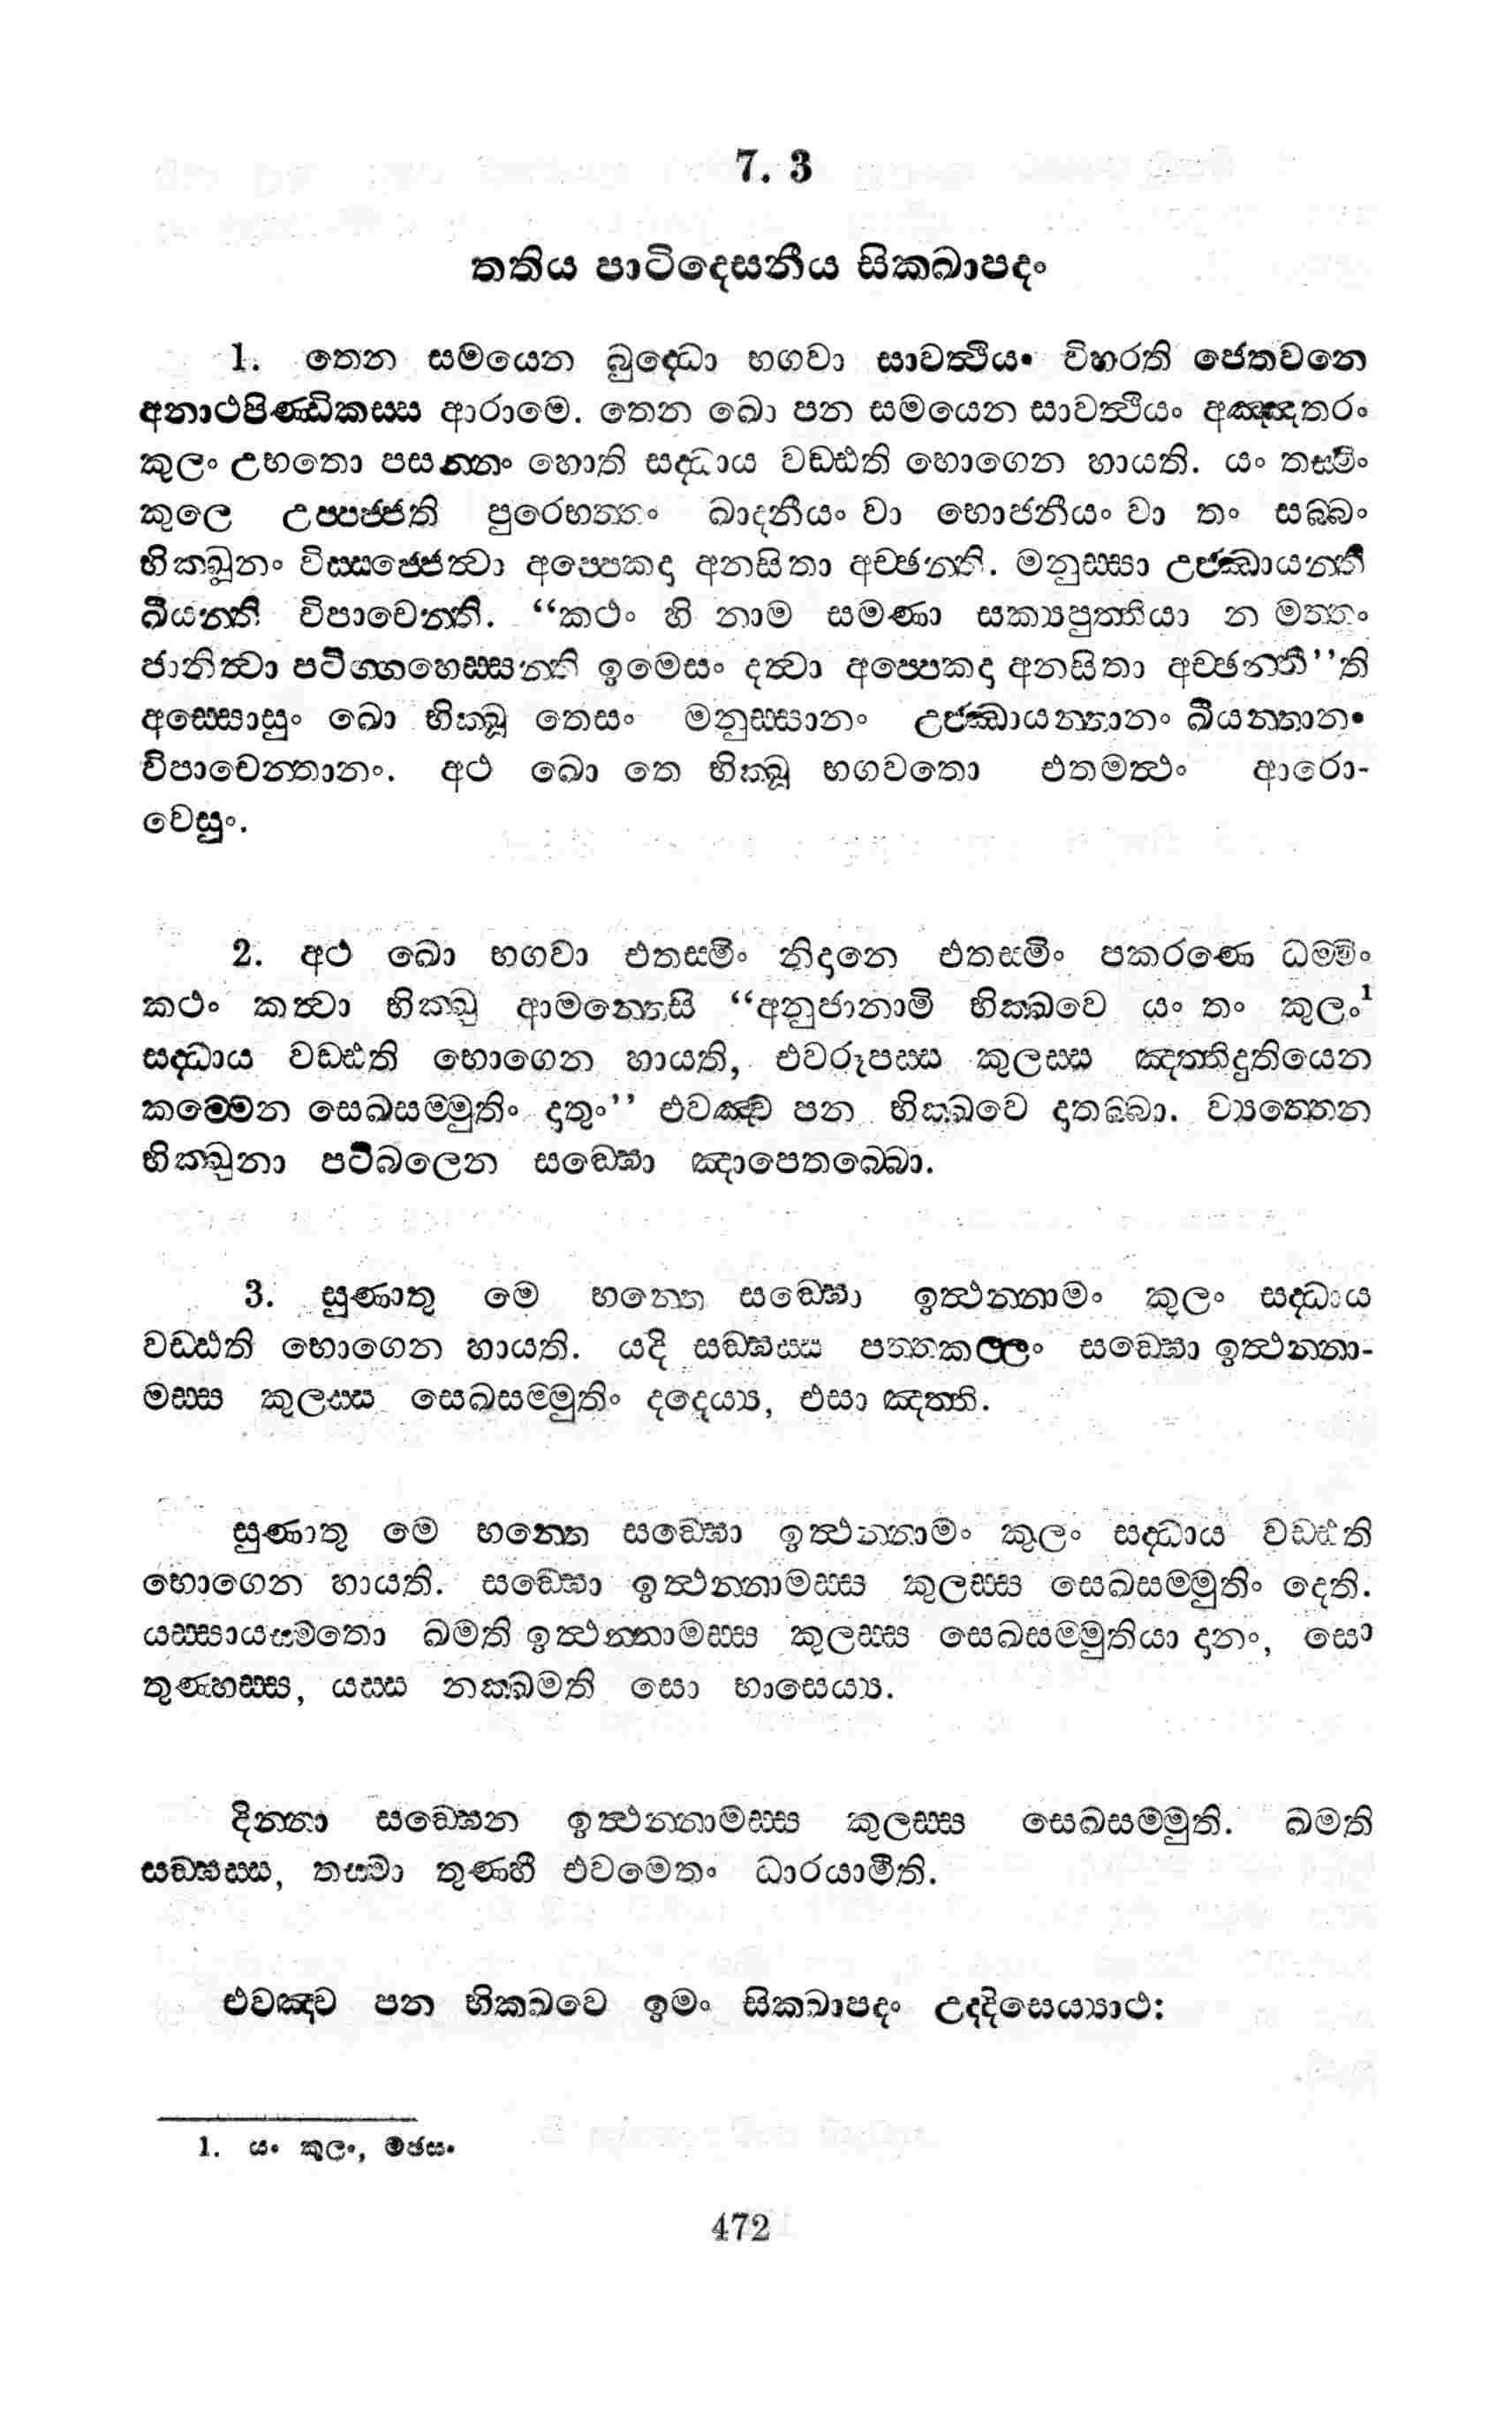 7. 3
තතිය පාටිදෙසනීය සික්ඛාපදං
1. තෙන සමයෙන බුද්ධො භගවා සාවත්ථියං විහරති ජෙතවනෙ
අනාථපිණ්ඩිකස්ස ආරාමෙ. තෙන ඛො පන සමයෙන සාවත්ථියං අඤ්ඤතරං
කුලං උභතො පසන්නං හොති සද්ධාය වඩ්ඪති භොගෙන හායති. යං තස්මිං
කුලෙ උප්පජ්ජති පුරෙභත්තං ඛාදනීයං වා භොජනීයං වා තං සබ්බං
භික්ඛූනං විස්සජ්ජෙත්වා අප්පෙකදා අනසිතා අච්ඡන්ති. මනුස්සා උජ්ඣායන්ති
ඛීයන්ති විපාචෙන්ති. “කථං හි නාම සමණා සක්‍යපුත්තියා න මත්තං
ජානිත්වා පටිග්ගහෙස්සන්ති ඉමෙසං දත්වා අප්පෙකදා අනසිතා අච්ඡන්තී”ති
අස්සොසුං ඛො භික්ඛූ තෙසං මනුස්සානං උජ්ඣායන්තානං ඛීයන්තානං
විපාචෙන්තානං. අථ ඛො තෙ භික්ඛූ භගවතො එතමත්ථං ආරො-
චෙසුං.
2. අථ ඛො භගවා එතස්මිං නිදානෙ එතස්මිං පකරණෙ ධම්මිං
කථං කත්වා භික්ඛු ආමන්තෙසි “අනුජානාමි භික්ඛවෙ යං තං කුලං¹
සද්ධාය වඩ්ඪති භොගෙන හායති, එවරූපස්ස කුලස්ස ඤත්තිදුතියෙන
කම්මෙන සෙඛසම්මුතිං දාතුං” එවඤ්ච පන භික්ඛවෙ දාතබ්බා. ව්‍යත්තෙන
භික්ඛුනා පටිබලෙන සඞ්ඝො ඤාපෙතබ්බො.
3. සුණාතු මෙ භන්තෙ සඞ්ඝො ඉත්ථන්නාමං කුලං සද්ධාය
වඩ්ඪති භොගෙන හායති. යදි සඞ්ඝස්ස පත්තකල්ලං සඞ්ඝො ඉත්ථන්නා-
මස්ස කුලස්ස සෙඛසම්මුතිං දදෙය්‍ය, එසා ඤත්ති.
සුණාතු මෙ භන්තෙ සඞ්ඝො ඉත්ථන්නාමං කුලං සද්ධාය වඩ්ඪති
භොගෙන හායති. සඞ්ඝො ඉත්ථන්නාමස්ස කුලස්ස සෙඛසම්මුතිං දෙති.
යස්සායස්මතො ඛමති ඉත්ථන්නාමස්ස කුලස්ස සෙඛසම්මුතියා දානං, සො
තුණ්හස්ස, යස්ස නක්ඛමති සො භාසෙය්‍ය.
දින්නා සඞ්ඝෙන ඉත්ථන්නාමස්ස කුලස්ස සෙඛසම්මුති. ඛමති
සඞ්ඝස්ස, තස්මා තුණ්හී එවමෙතං ධාරයාමීති.
එවඤ්ච පන භික්ඛවෙ ඉමං සික්ඛාපදං උද්දිසෙය්‍යාථ:
1. යං කුලං, මඡසං
472